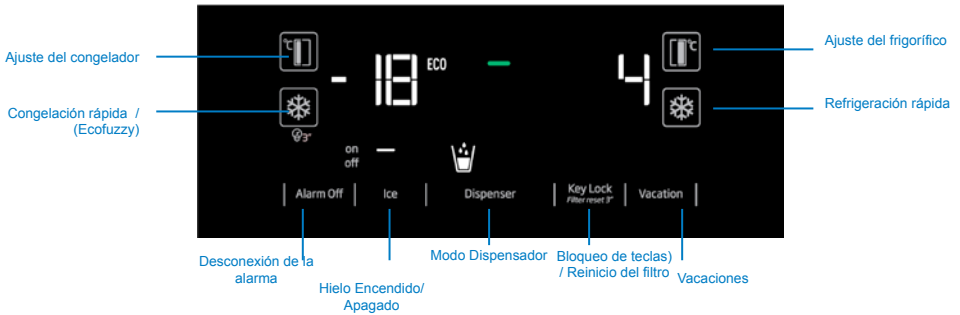 Ajuste del congelador
Congelación rápida /
(Ecofuzzy)
°C
-18
ECO
4
°C
Ajuste del frigorífico
Refrigeración rápida
3"
on
off
Alarm Off
Ice
Dispenser
Key Lock
Filter reset 3"
Vacation
Desconexión de la
alarma
Hielo Encendido/
Apagado
Modo Dispensador
Bloqueo de teclas)
/ Reinicio del filtro
Vacaciones